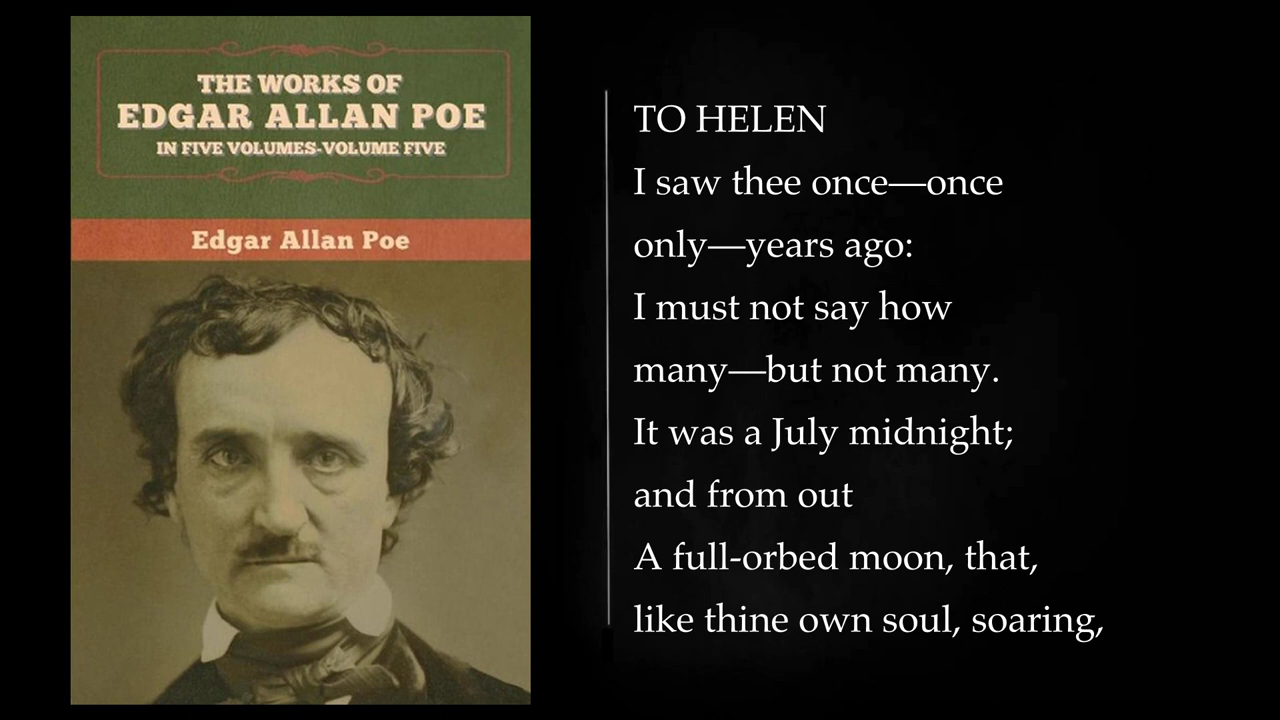 THE WORKS OF
EDGAR ALLAN POE
IN FIVE VOLUMES-VOLUME FIVE
Edgar Allan Poe
TO HELEN
I saw thee once—once
only—years ago:
I must not say how
many—but not many.
It was a July midnight;
and from out
A full-orbed moon, that,
like thine own soul, soaring,